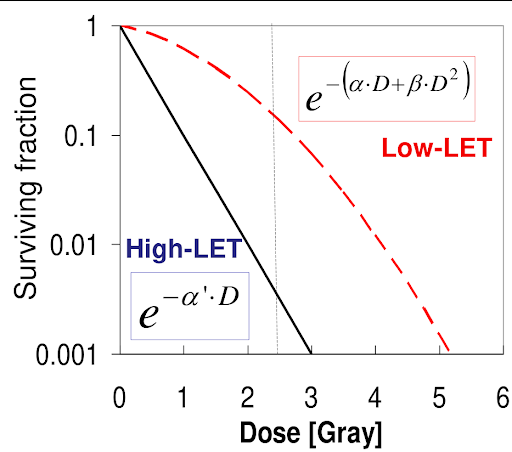 Surviving fraction
1
0.1
0.01
0.001
e^{-(α·D+β·D^2)}
Low-LET
High-LET
e^{-α'·D}
0 1 2 3 4 5 6
Dose [Gray]